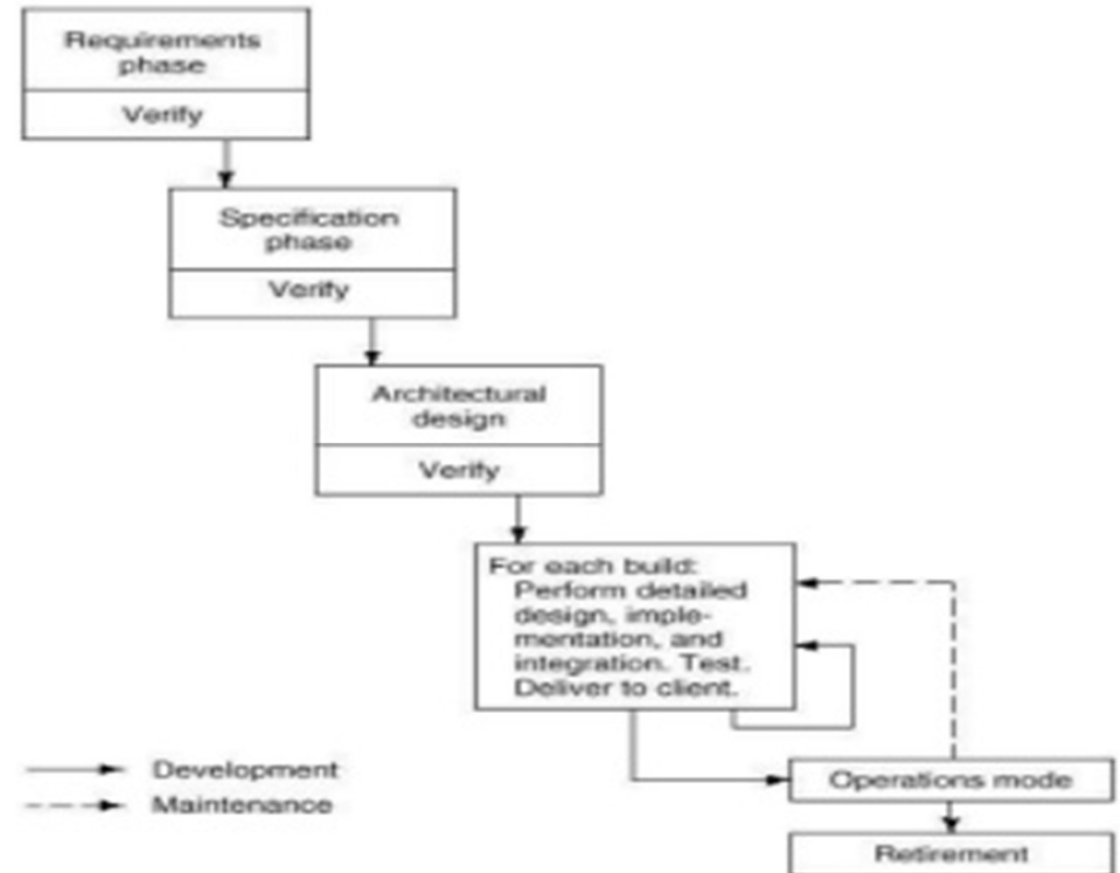 Requirements
phase
Verify
Specification
phase
Verify
Architectural
design
Verify
For each build:
Perform detailed
design, imple-
mentation, and
integration. Test.
Deliver to client.
Development
Maintenance
Operations mode
Retirement